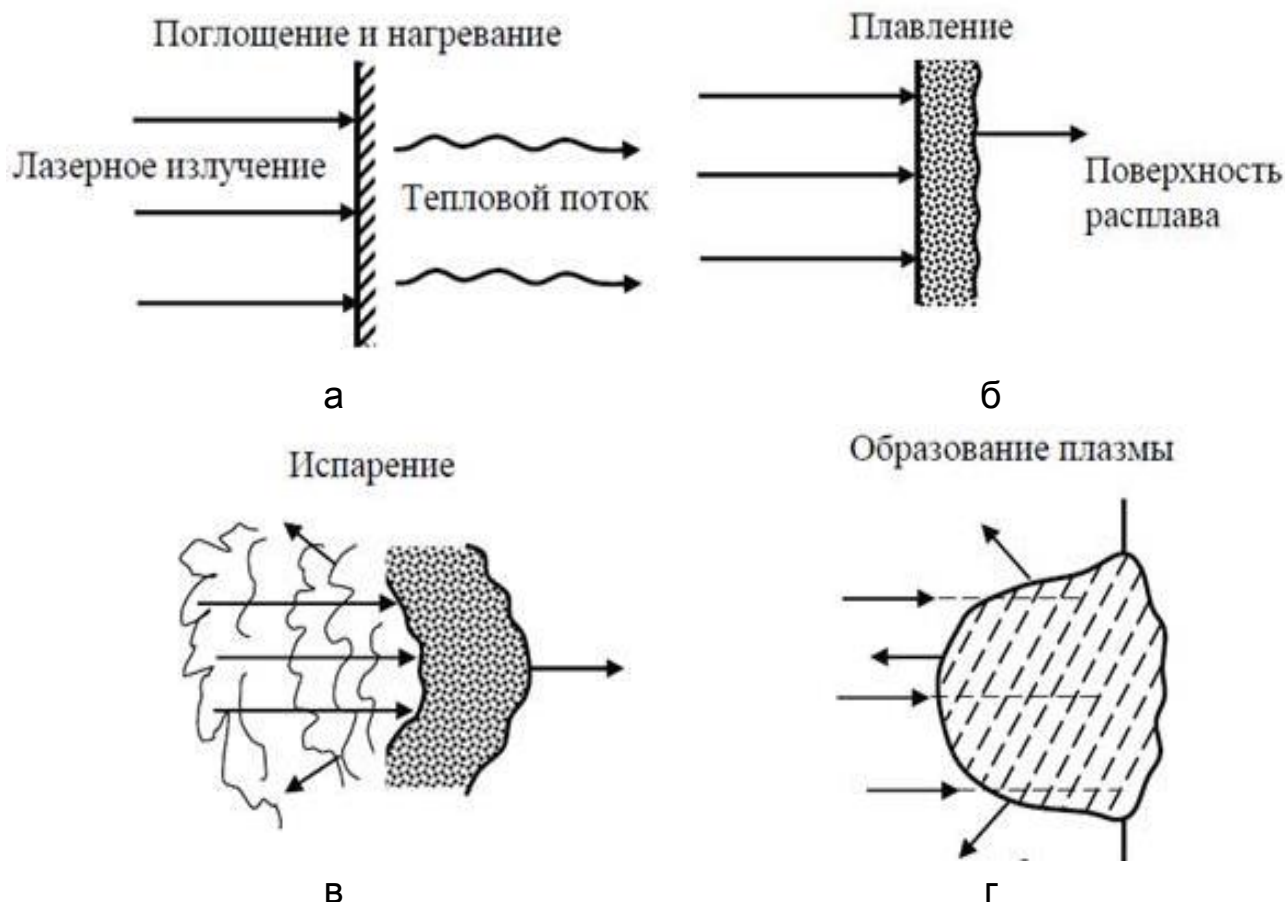 Поглощение и нагревание
Лазерное излучение
Тепловой поток
а
Плавление
Поверхность
расплава
б
Испарение
в
Образование плазмы
г